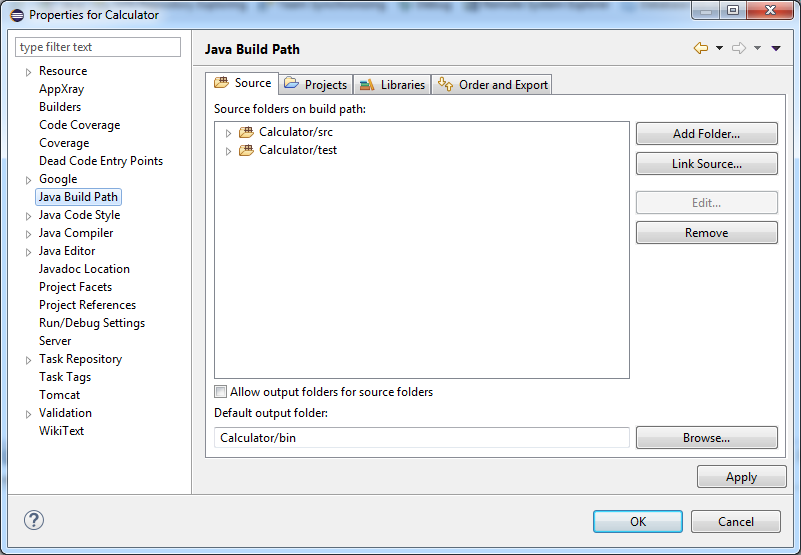 Properties for Calculator
type filter text
Resource
AppXray
Builders
Code Coverage
Coverage
Dead Code Entry Points
Google
Java Build Path
Java Code Style
Java Compiler
Java Editor
Javadoc Location
Project Facets
Project References
Run/Debug Settings
Server
Task Repository
Task Tags
Tomcat
Validation
WikiText
Java Build Path
Source Projects Libraries Order and Export
Source folders on build path:
Calculator/src
Calculator/test
Add Folder...
Link Source...
Edit...
Remove
Allow output folders for source folders
Default output folder:
Calculator/bin
Browse...
Apply
OK Cancel